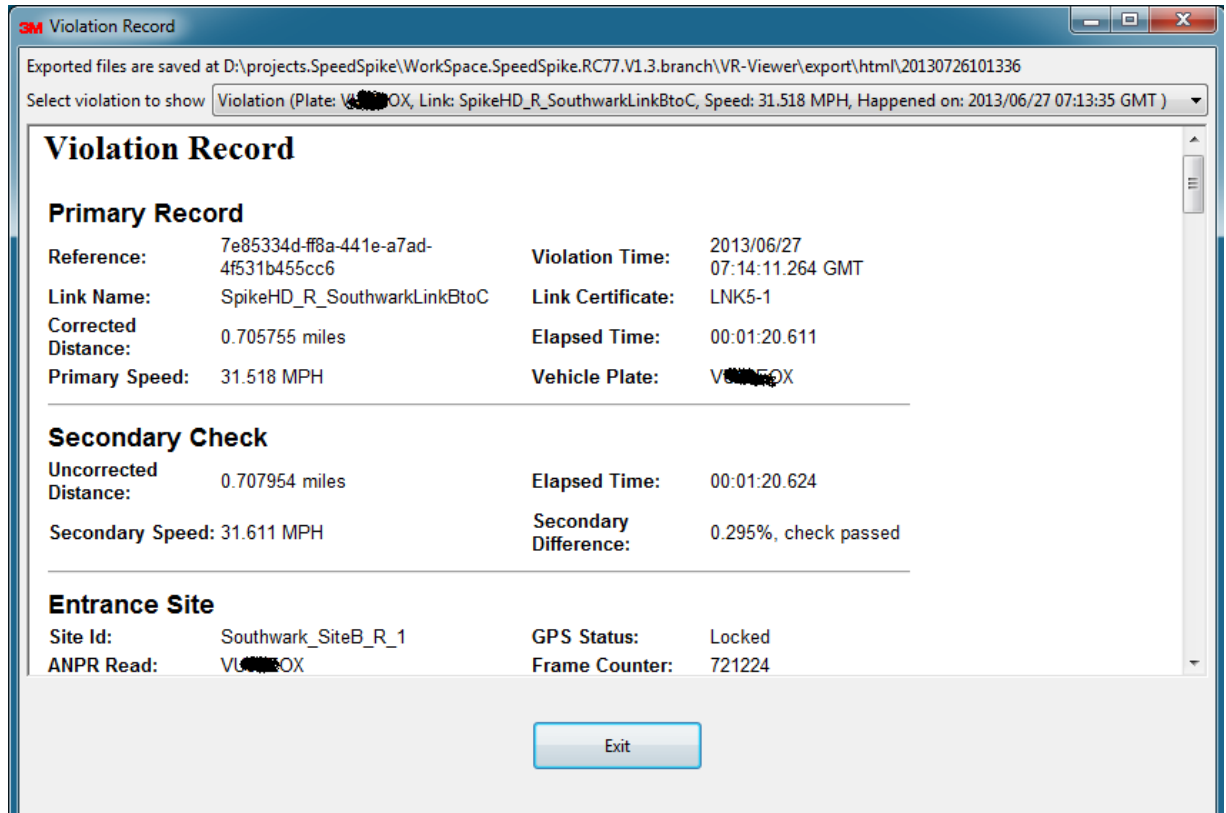 3M Violation Record
Exported files are saved at D:\projects.SpeedSpike\WorkSpace.SpeedSpike.RC77.V1.3.branch\VR-Viewer\export\html\20130726101336
Select violation to show Violation (Plate: OX, Link: SpikeHD_R_SouthwarkLinkBtoC, Speed: 31.518 MPH, Happened on: 2013/06/27 07:13:35 GMT )
Violation Record
Primary Record
Reference: 7e85334d-ff8a-441e-a7ad-
4f531b455cc6 Violation Time: 2013/06/27
07:14:11.264 GMT
Link Name: SpikeHD_R_SouthwarkLinkBtoC Link Certificate: LNK5-1
Corrected
Distance: 0.705755 miles Elapsed Time: 00:01:20.611
Primary Speed: 31.518 MPH Vehicle Plate:
Secondary Check
Uncorrected
Distance: 0.707954 miles Elapsed Time: 00:01:20.624
Secondary Speed: 31.611 MPH Secondary
Difference: 0.295%, check passed
Entrance Site
Site Id: Southwark_SiteB_R_1 GPS Status: Locked
ANPR Read: Frame Counter: 721224
Exit